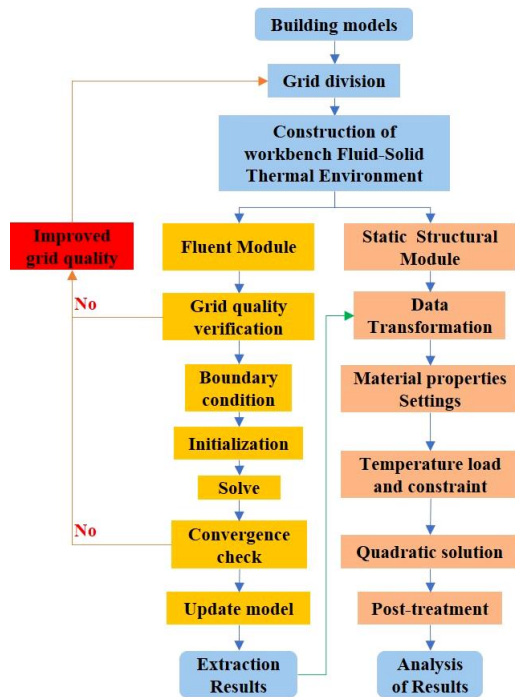 Building models
Grid division
Construction of
workbench Fluid-Solid
Thermal Environment
Improved
grid quality
Fluent Module
Static Structural
Module
No
Grid quality
verification
Data
Transformation
Boundary
condition
Material properties
Settings
Initialization
Temperature load
and constraint
Solve
No
Convergence
check
Quadratic solution
Update model
Post-treatment
Extraction
Results
Analysis
of Results